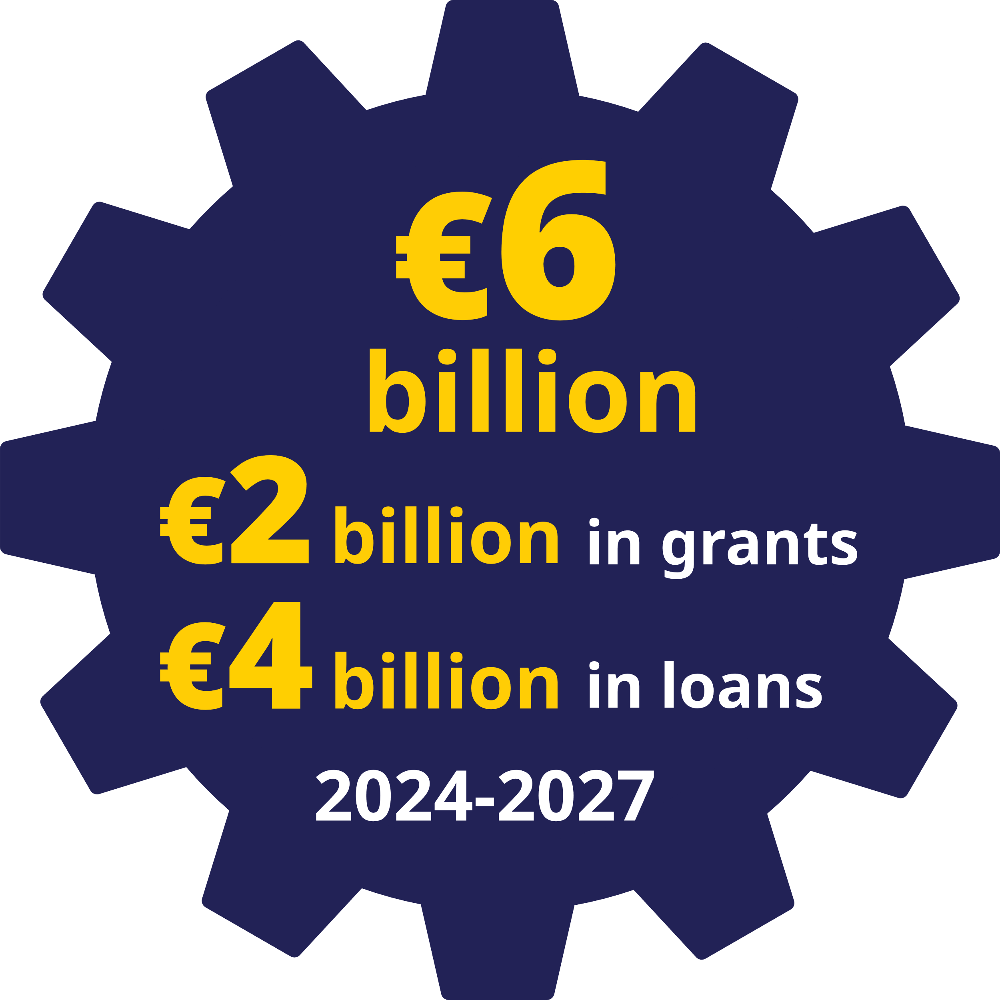 €6
billion
€2 billion in grants
€4 billion in loans
2024-2027